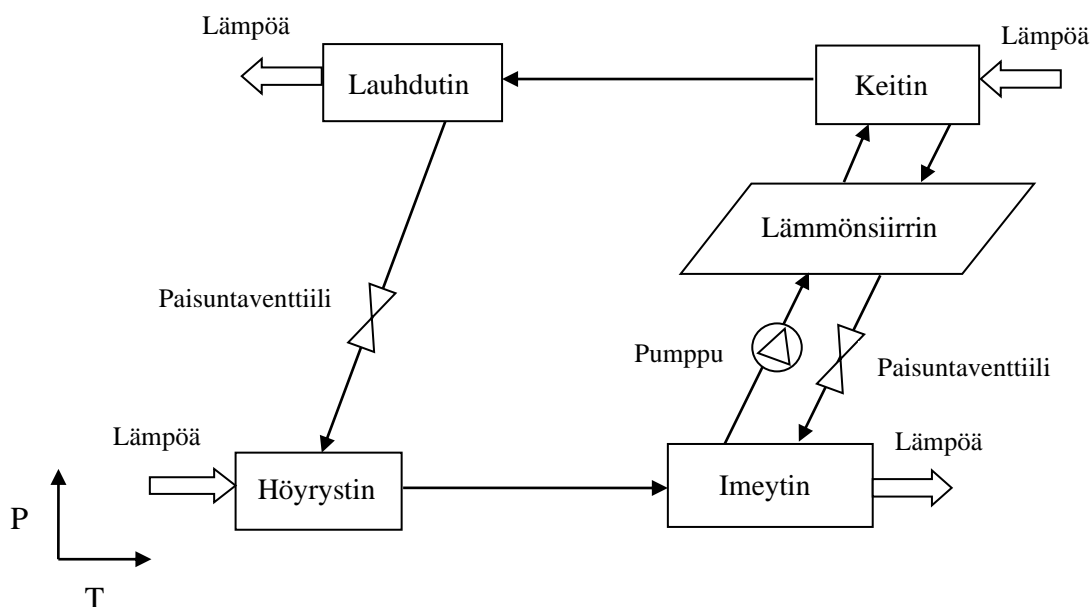 Lämpöä
Lämpöä
Lauhdutin
Keitin
Lämmönsiirrin
Paisuntaventtiili
Pumppu
Paisuntaventtiili
Lämpöä
Lämpöä
Höyrystin
Imeytin
P
T